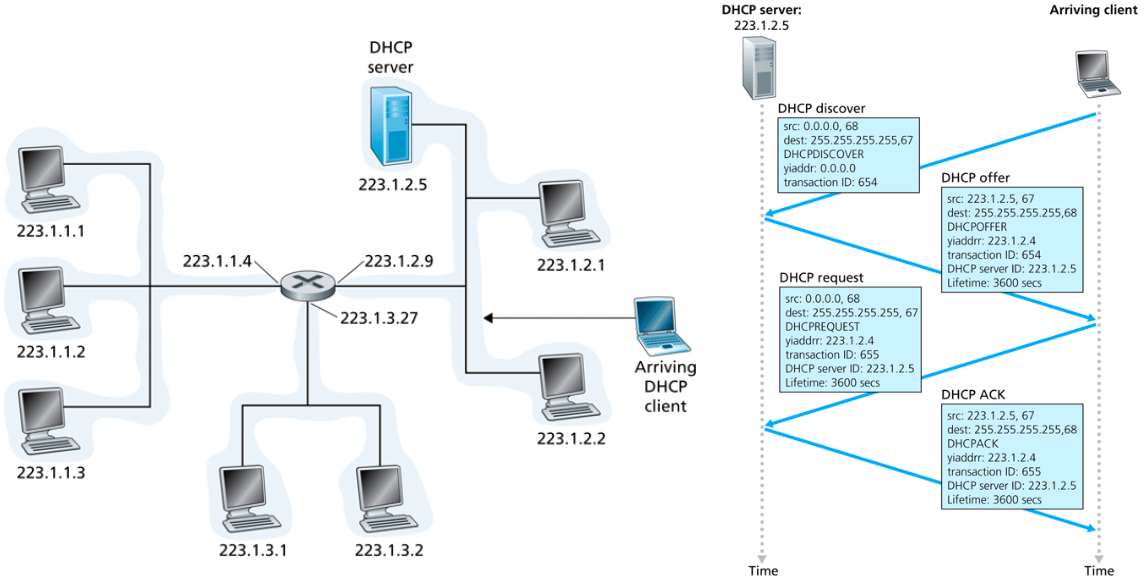 DHCP
server
223.1.2.5
223.1.1.1
223.1.2.1
223.1.1.4
223.1.2.9
223.1.3.27
223.1.1.2
Arriving
DHCP
client
223.1.2.2
223.1.1.3
223.1.3.1
223.1.3.2
DHCP server:
223.1.2.5
Arriving client
DHCP discover
src: 0.0.0.0, 68
dest: 255.255.255.255,67
DHCPDISCOVER
yiaddr: 0.0.0.0
transaction ID: 654
DHCP offer
src: 223.1.2.5, 67
dest: 255.255.255.255,68
DHCPOFFER
yiaddrr: 223.1.2.4
transaction ID: 654
DHCP server ID: 223.1.2.5
Lifetime: 3600 secs
DHCP request
src: 0.0.0.0, 68
dest: 255.255.255.255, 67
DHCPREQUEST
yiaddrr: 223.1.2.4
transaction ID: 655
DHCP server ID: 223.1.2.5
Lifetime: 3600 secs
DHCP ACK
src: 223.1.2.5, 67
dest: 255.255.255.255,68
DHCPACK
yiaddrr: 223.1.2.4
transaction ID: 655
DHCP server ID: 223.1.2.5
Lifetime: 3600 secs
Time
Time